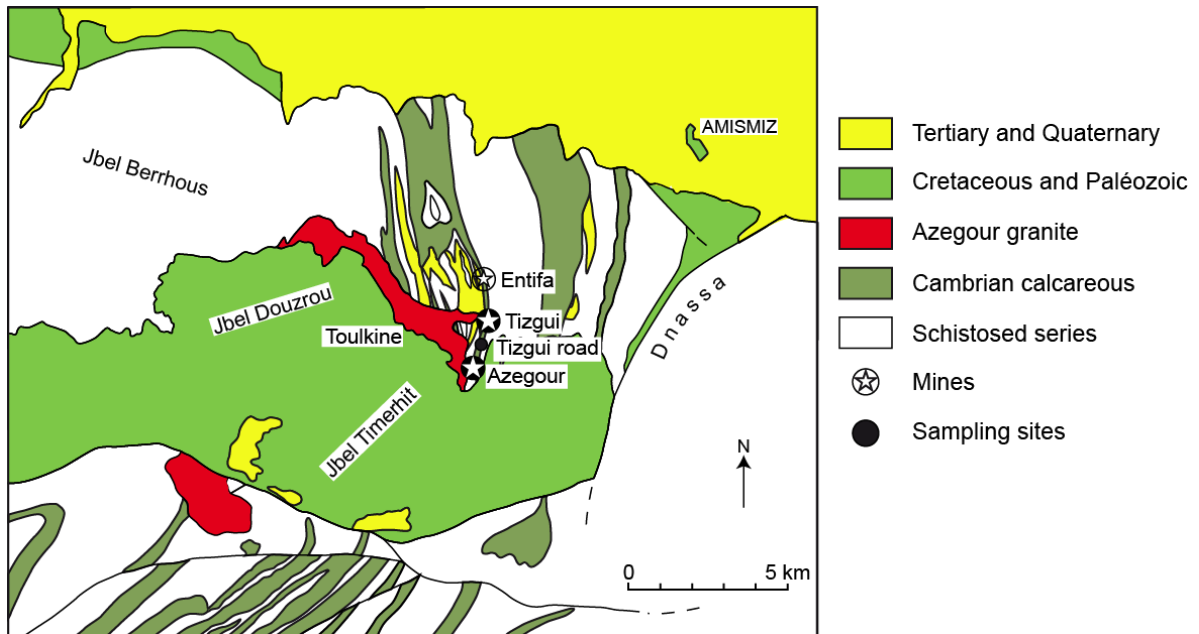 AMISMIZ
Jbel Berrhous
Entifa
Jbel Douzrou
Tizgui
Toulkine
Tizgui road
Azegour
Dnassa
Jbel Timerhit
N
0 5 km
Tertiary and Quaternary
Cretaceous and Paléozoic
Azegour granite
Cambrian calcareous
Schistosed series
Mines
Sampling sites